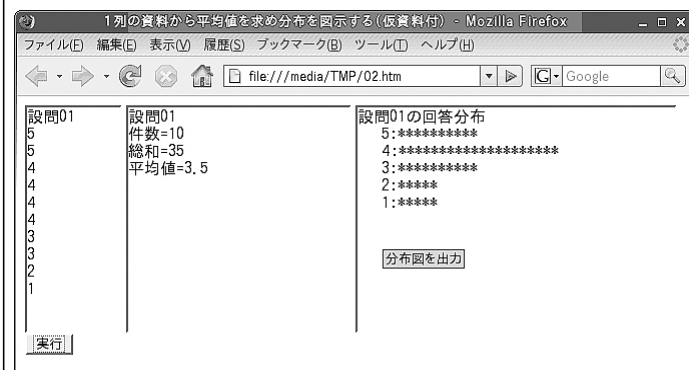 1列の資料から平均値を求め分布を図示する(仮資料付) - Mozilla Firefox
ファイル(F) 編集(E) 表示(V) 履歴(S) ブックマーク(B) ツール(T) ヘルプ(H)
file:///media/TMP/02.htm G Google
設問01
5
5
4
4
4
4
3
3
2
1
設問01
件数=10
総和=35
平均値=3.5
設問01の回答分布
5:**********
4:********************
3:**********
2:*****
1:*****
分布図を出力
実行